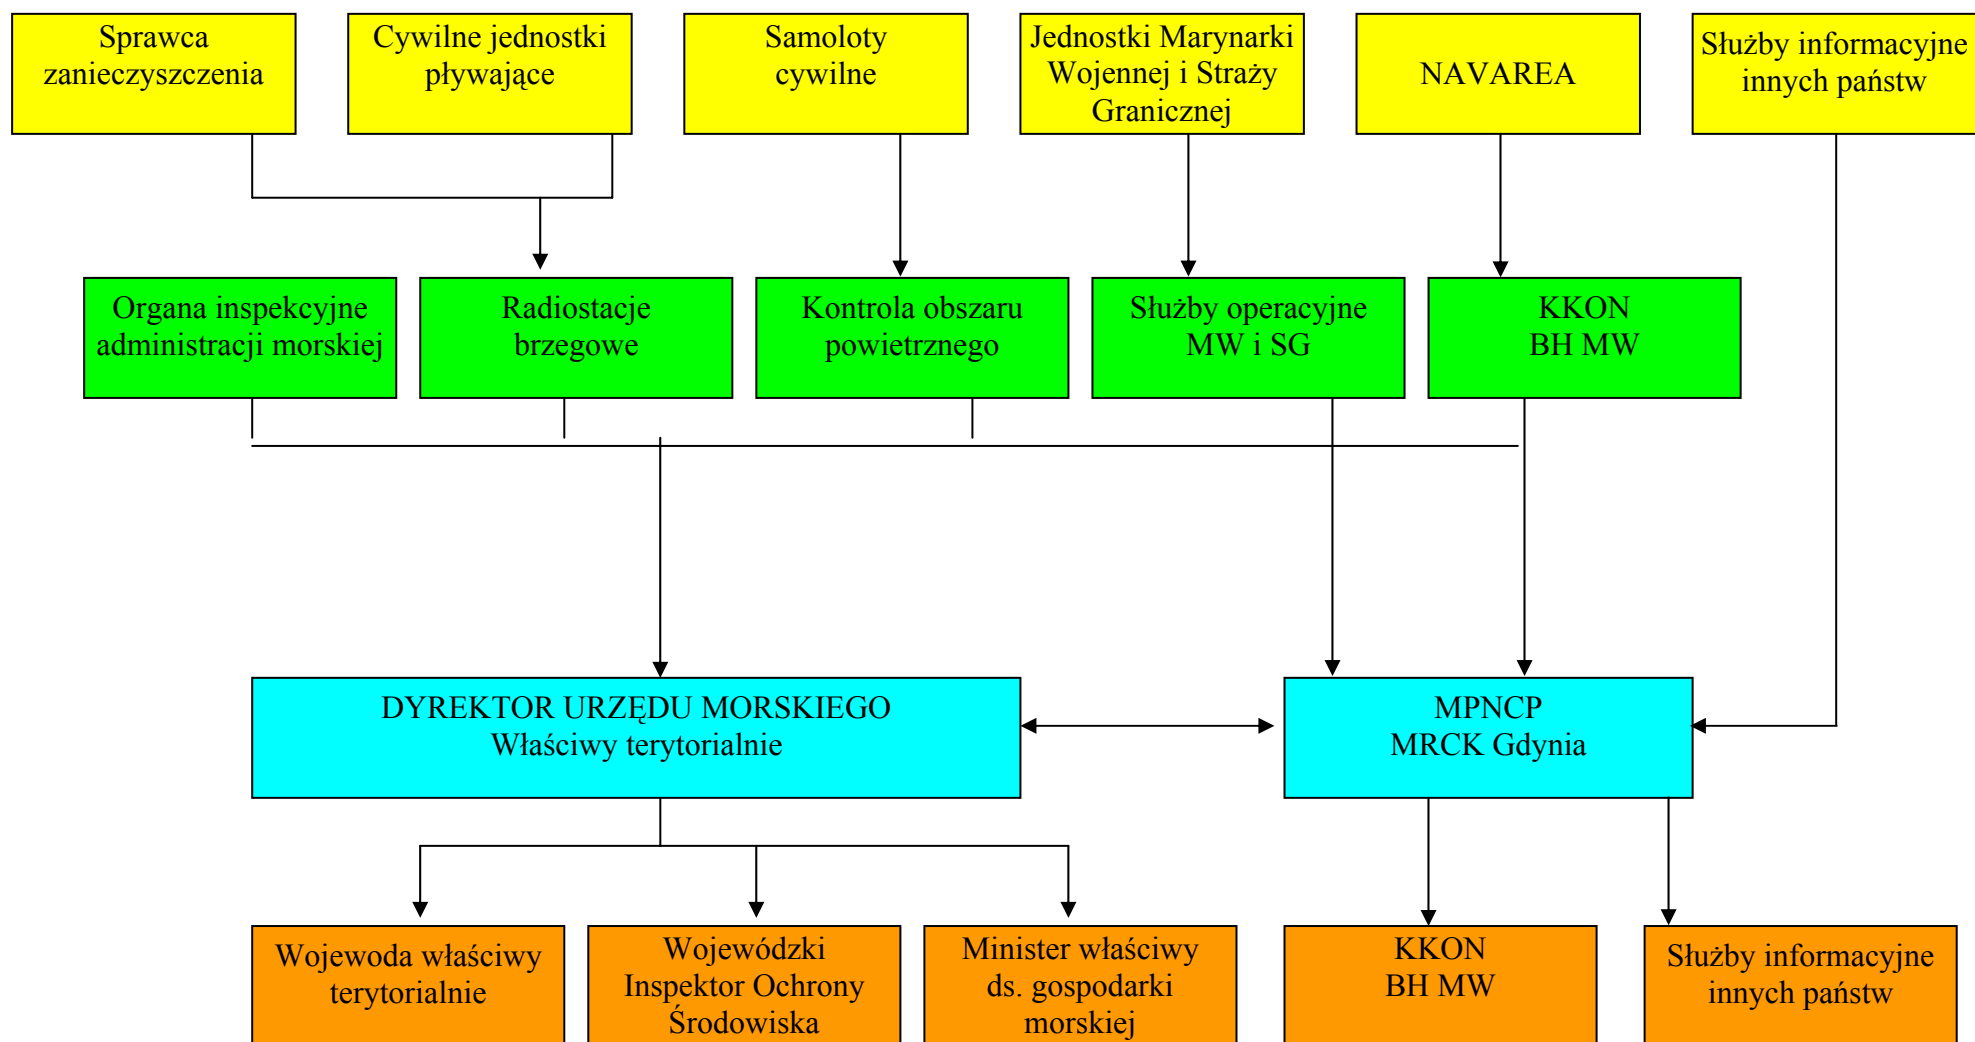 Sprawca
zanieczyszczenia
Cywilne jednostki
pływające
Samoloty
cywilne
Jednostki Marynarki
Wojennej i Straży
Granicznej
NAVAREA
Służby informacyjne
innych państw
Organa inspekcyjne
administracji morskiej
Radiostacje
brzegowe
Kontrola obszaru
powietrznego
Służby operacyjne
MW i SG
KKON
BH MW
DYREKTOR URZĘDU MORSKIEGO
Właściwy terytorialnie
MPNCP
MRCK Gdynia
Wojewoda właściwy
terytorialnie
Wojewódzki
Inspektor Ochrony
Środowiska
Minister właściwy
ds. gospodarki
morskiej
KKON
BH MW
Służby informacyjne
innych państw